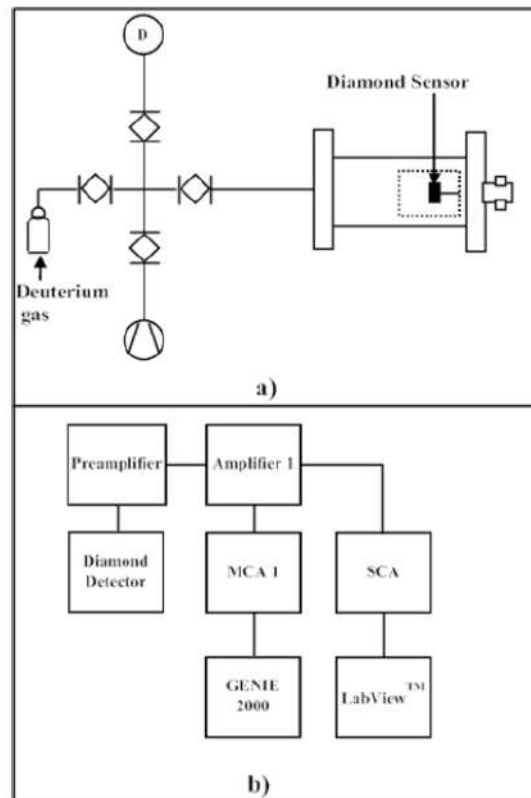 D
Diamond Sensor
Deuterium
gas
a)
Preamplifier
Amplifier 1
Diamond
Detector
MCA 1
SCA
GENIE
2000
LabView™
b)